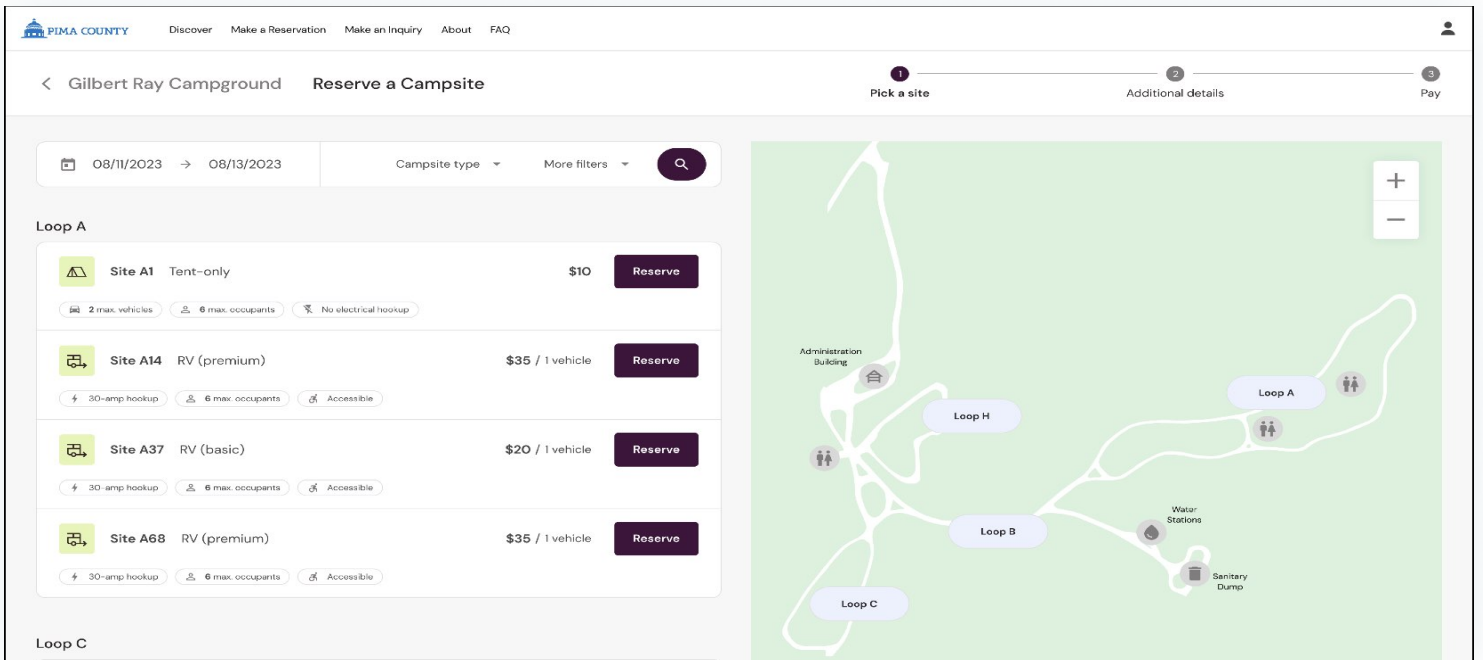 PIMA COUNTY Discover Make a Reservation Make an Inquiry About FAQ
Gilbert Ray Campground Reserve a Campsite
1 2 3
Pick a site Additional details Pay
08/11/2023 → 08/13/2023 Campsite type More filters
Loop A
Site A1 Tent-only $10 Reserve
2 max. vehicles 6 max. occupants No electrical hookup
Site A14 RV (premium) $35 / 1 vehicle Reserve
30-amp hookup 6 max. occupants Accessible
Site A37 RV (basic) $20 / 1 vehicle Reserve
30-amp hookup 6 max. occupants Accessible
Site A68 RV (premium) $35 / 1 vehicle Reserve
30-amp hookup 6 max. occupants Accessible
Loop C
Administration
Building
Loop A
Loop H
Water
Stations
Loop B
Sanitary
Dump
Loop C